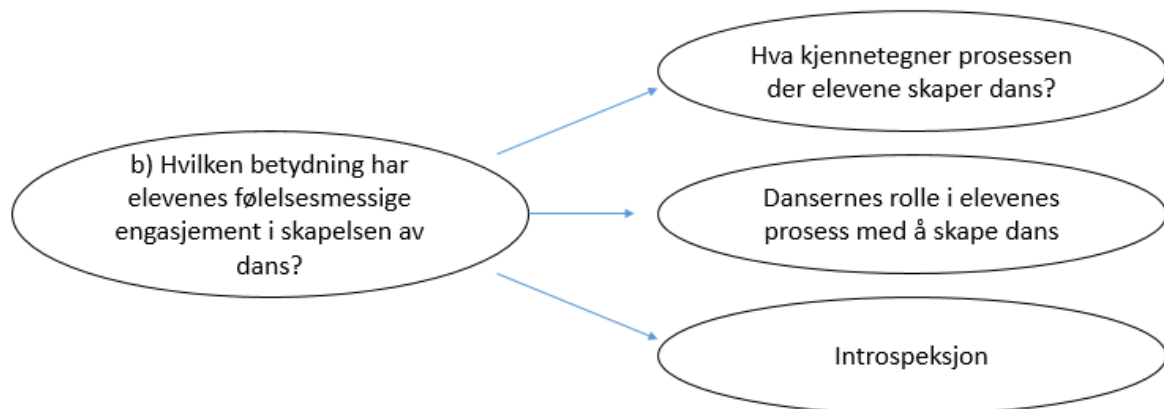 Hva kjennetegner prosessen
der elevene skaper dans?
b) Hvilken betydning har
elevenes følelsesmessige
engasjement i skapelsen av
dans?
Dansernes rolle i elevenes
prosess med å skape dans
Introspeksjon